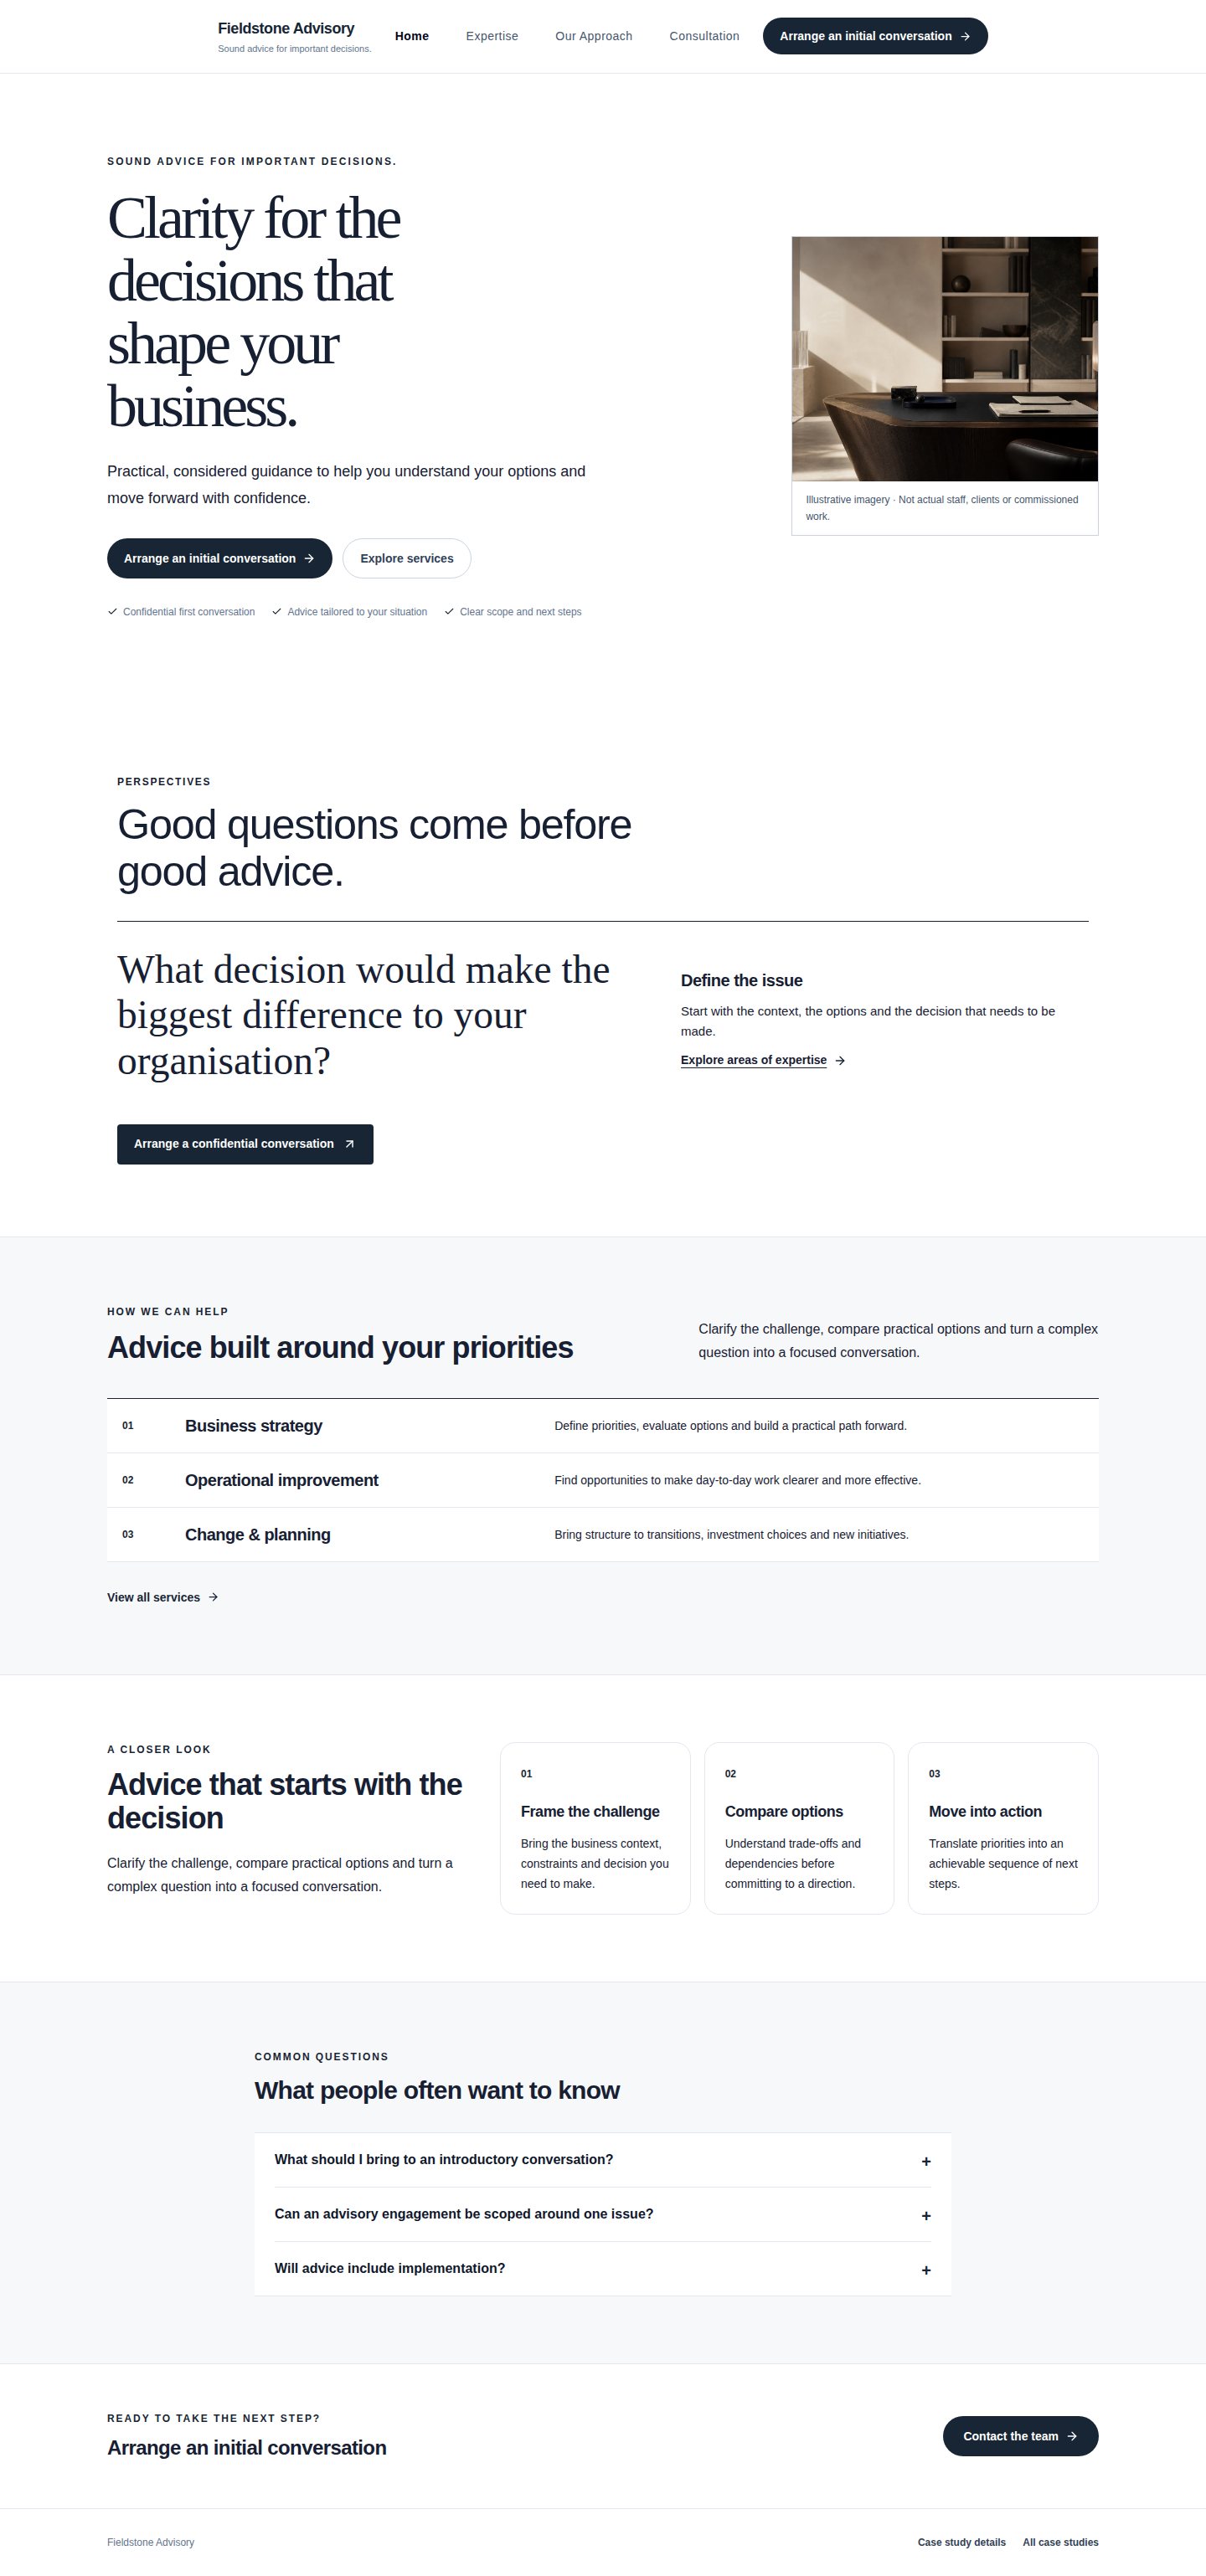 Fieldstone Advisory
Sound advice for important decisions.
Home
Expertise
Our Approach
Consultation
Arrange an initial conversation
SOUND ADVICE FOR IMPORTANT DECISIONS.
Clarity for the
decisions that
shape your
business.
Practical, considered guidance to help you understand your options and
move forward with confidence.
Arrange an initial conversation
Explore services
Confidential first conversation
Advice tailored to your situation
Clear scope and next steps
Illustrative imagery · Not actual staff, clients or commissioned
work.
PERSPECTIVES
Good questions come before
good advice.
What decision would make the
biggest difference to your
organisation?
Arrange a confidential conversation
Define the issue
Start with the context, the options and the decision that needs to be
made.
Explore areas of expertise
HOW WE CAN HELP
Advice built around your priorities
Clarify the challenge, compare practical options and turn a complex
question into a focused conversation.
01 Business strategy Define priorities, evaluate options and build a practical path forward.
02 Operational improvement Find opportunities to make day-to-day work clearer and more effective.
03 Change & planning Bring structure to transitions, investment choices and new initiatives.
View all services
A CLOSER LOOK
Advice that starts with the
decision
Clarify the challenge, compare practical options and turn a
complex question into a focused conversation.
01
Frame the challenge
Bring the business context,
constraints and decision you
need to make.
02
Compare options
Understand trade-offs and
dependencies before
committing to a direction.
03
Move into action
Translate priorities into an
achievable sequence of next
steps.
COMMON QUESTIONS
What people often want to know
What should I bring to an introductory conversation? +
Can an advisory engagement be scoped around one issue? +
Will advice include implementation? +
READY TO TAKE THE NEXT STEP?
Arrange an initial conversation
Contact the team
Fieldstone Advisory
Case study details
All case studies